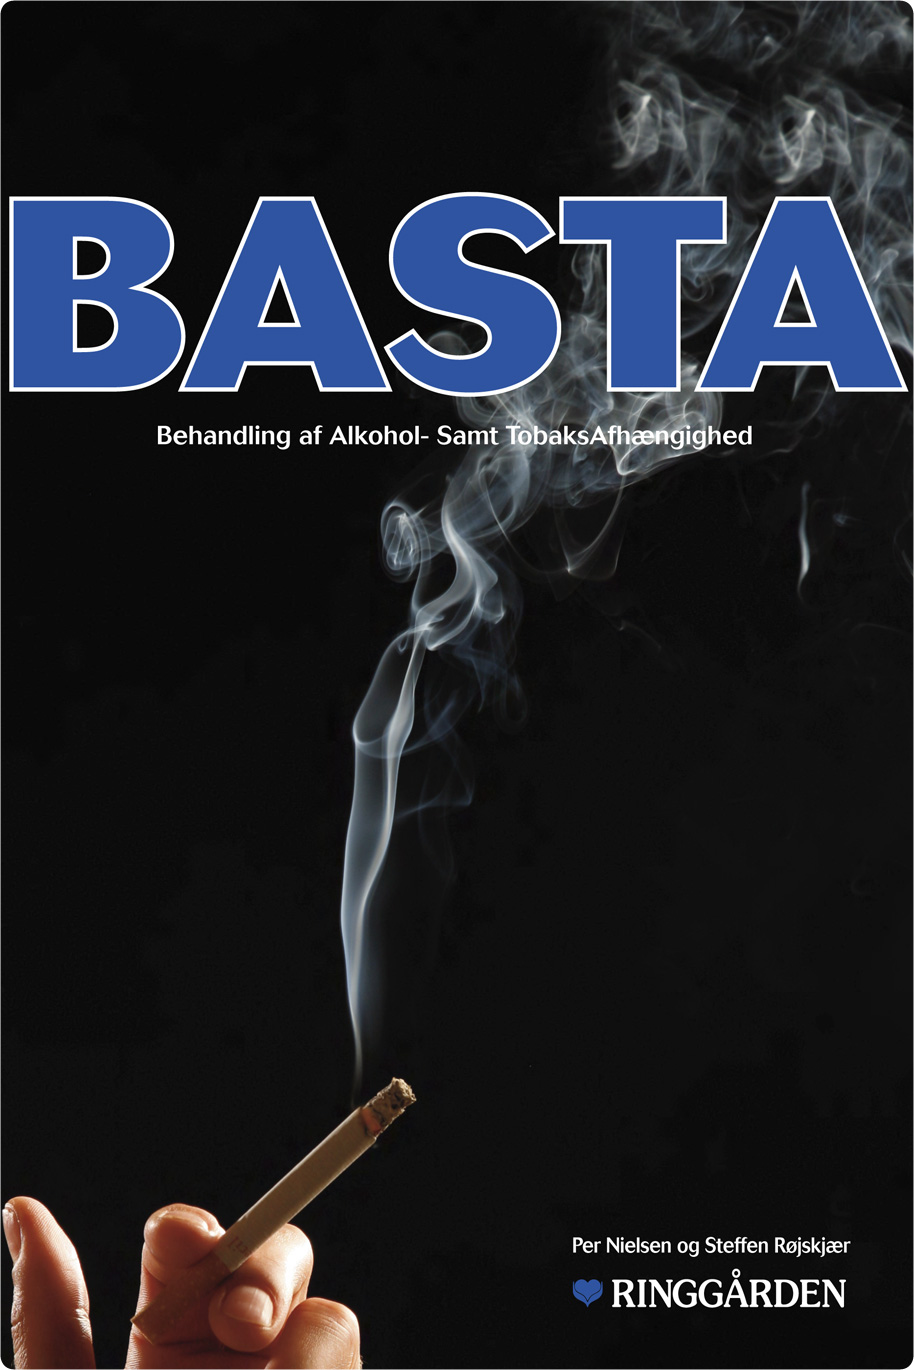 BASTA
Behandling af Alkohol- Samt TobaksAfhængighed
Per Nielsen og Steffen Røjskjær
RINGGÅRDEN